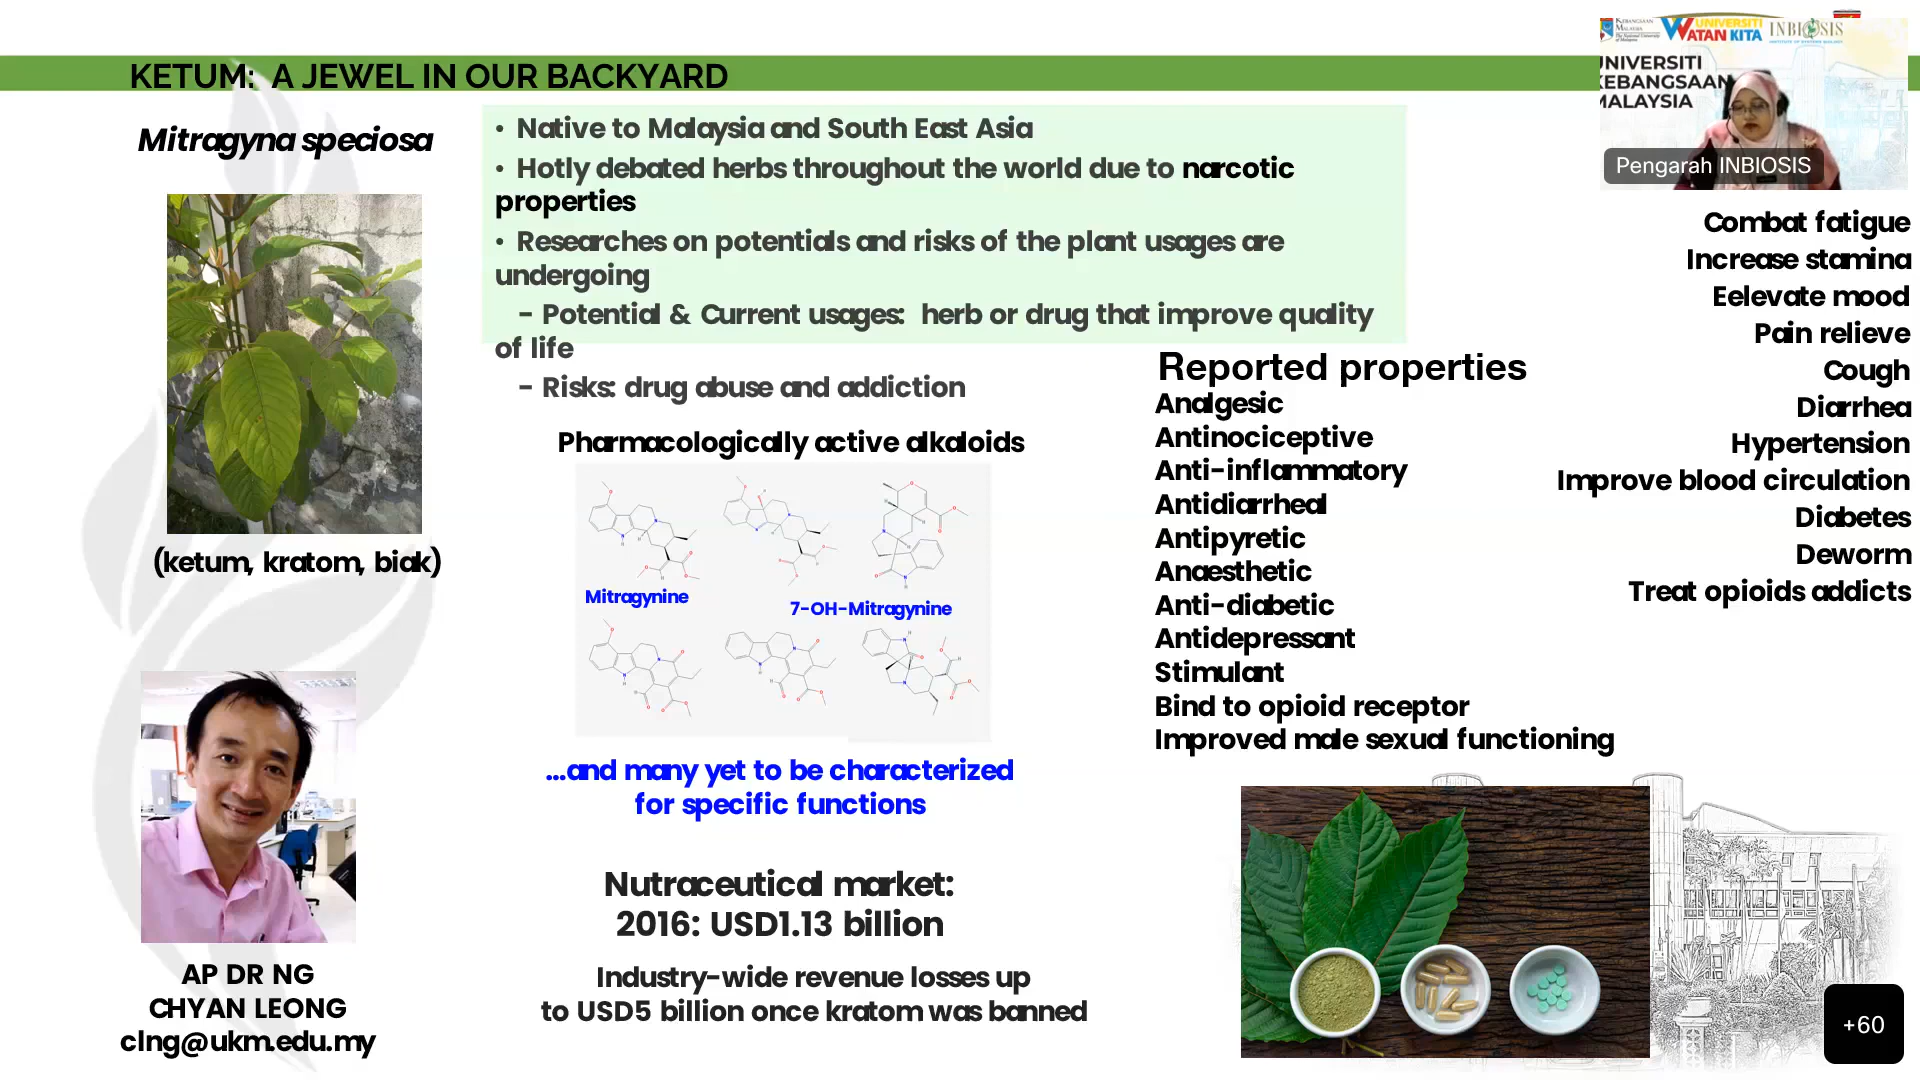 KETUM: A JEWEL IN OUR BACKYARD
Mitragyna speciosa
(ketum, kratom, biak)
AP DR NG
CHYAN LEONG
clng@ukm.edu.my
• Native to Malaysia and South East Asia
• Hotly debated herbs throughout the world due to narcotic
properties
• Researches on potentials and risks of the plant usages are
undergoing
- Potential & Current usages: herb or drug that improve quality
of life
- Risks: drug abuse and addiction
Pharmacologically active alkaloids
Mitragynine
7-OH-Mitragynine
...and many yet to be characterized
for specific functions
Nutraceutical market:
2016: USD1.13 billion
Industry-wide revenue losses up
to USD5 billion once kratom was banned
Reported properties
Analgesic
Antinociceptive
Anti-inflammatory
Antidiarrheal
Antipyretic
Anaesthetic
Anti-diabetic
Antidepressant
Stimulant
Bind to opioid receptor
Improved male sexual functioning
UNIVERSITI
WATAN KITA
INBIOSIS
UNIVERSITI
KEBANGSAAN
MALAYSIA
Pengarah INBIOSIS
Combat fatigue
Increase stamina
Eelevate mood
Pain relieve
Cough
Diarrhea
Hypertension
Improve blood circulation
Diabetes
Deworm
Treat opioids addicts
+60